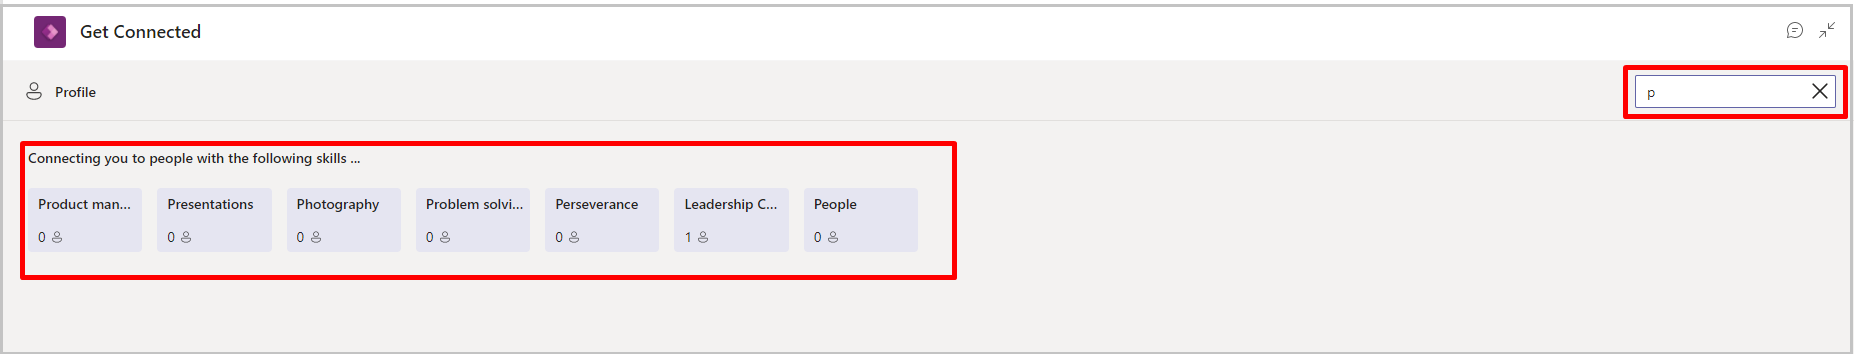 Get Connected
Profile
p
Connecting you to people with the following skills ...
Product man... Presentations Photography Problem solvi... Perseverance Leadership C... People
0 0 0 0 0 1 0